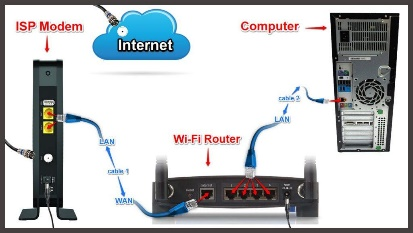 ISP Modem
Internet
Computer
cable 2
LAN
Wi-Fi Router
LAN
cable 1
WAN